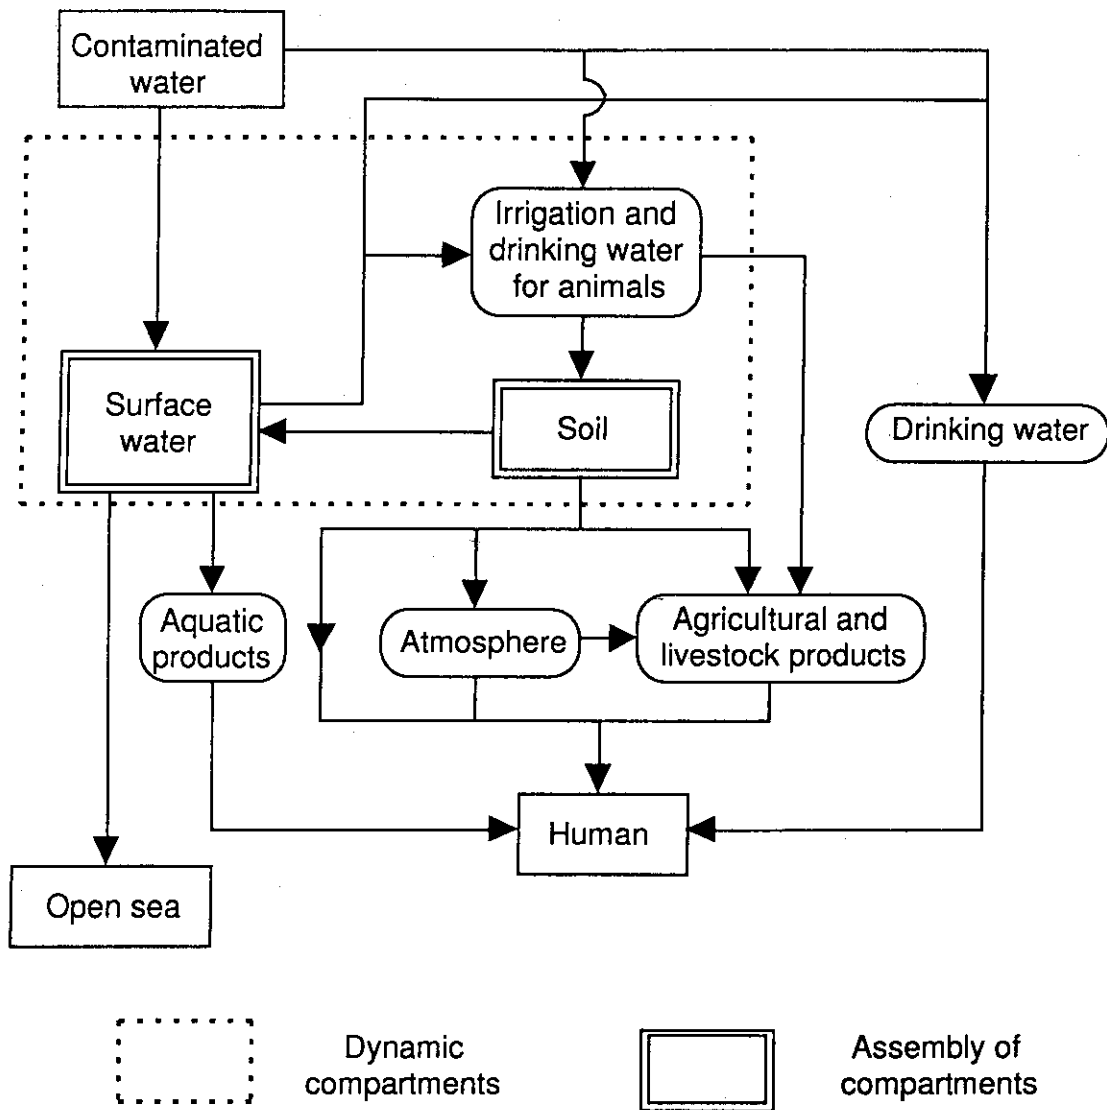 Contaminated
water
Irrigation and
drinking water
for animals
Surface
water
Soil
Drinking water
Aquatic
products
Atmosphere
Agricultural and
livestock products
Human
Open sea
Dynamic
compartments
Assembly of
compartments